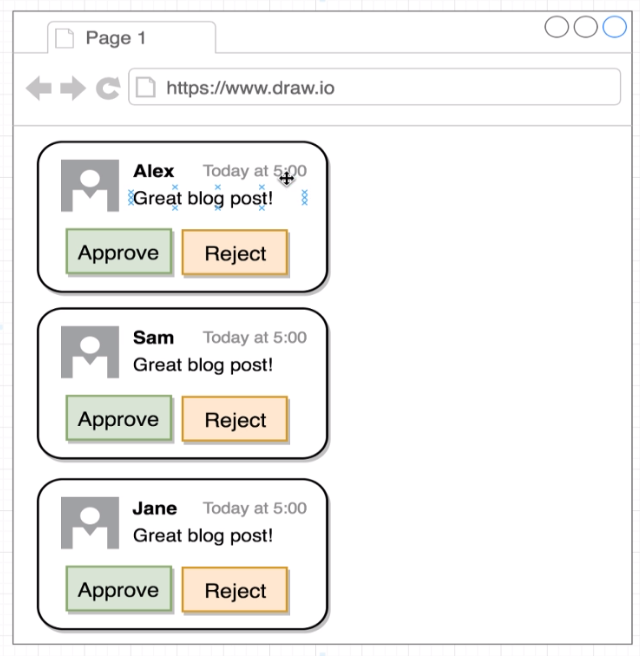 Page 1
https://www.draw.io
Alex Today at 5:00
Great blog post!
Approve Reject
Sam Today at 5:00
Great blog post!
Approve Reject
Jane Today at 5:00
Great blog post!
Approve Reject